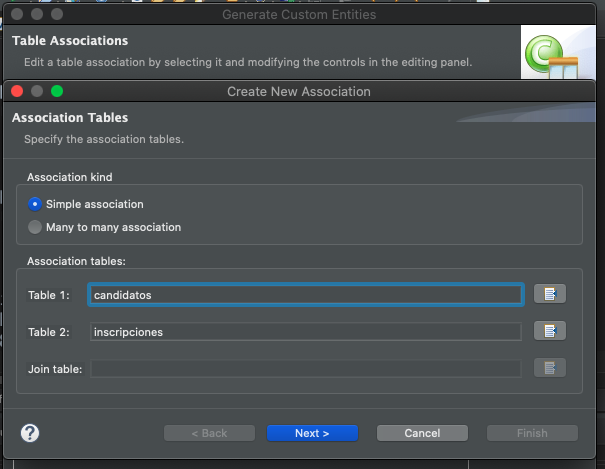 Generate Custom Entities
Table Associations
Edit a table association by selecting it and modifying the controls in the editing panel.
Create New Association
Association Tables
Specify the association tables.
Association kind
Simple association
Many to many association
Association tables:
Table 1: candidatos
Table 2: inscripciones
Join table:
? < Back Next > Cancel Finish